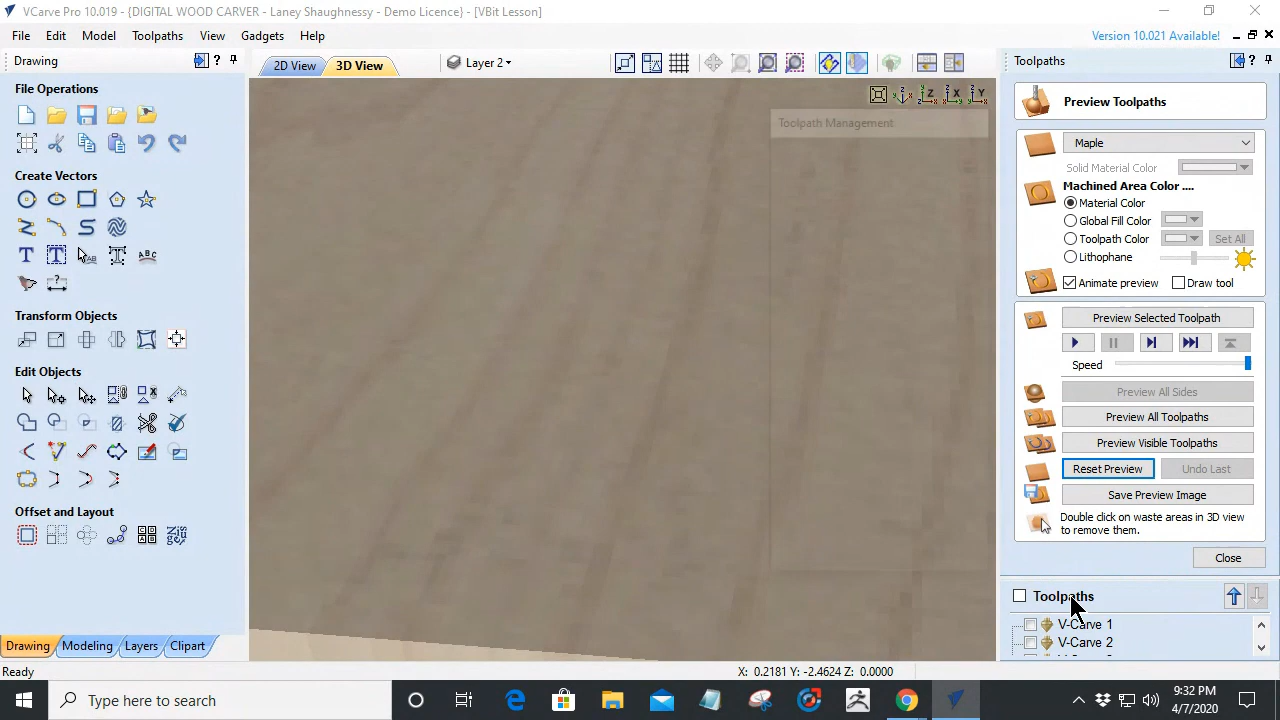 VCarve Pro 10.019 - {DIGITAL WOOD CARVER - Laney Shaughnessy - Demo Licence} - [VBit Lesson]
File Edit Model Toolpaths View Gadgets Help
Version 10.021 Available!
Drawing
2D View 3D View Layer 2
Toolpaths
File Operations
Create Vectors
Transform Objects
Edit Objects
Offset and Layout
Drawing Modeling Layers Clipart
Toolpath Management
Preview Toolpaths
Maple
Solid Material Color
Machined Area Color ....
Material Color
Global Fill Color
Toolpath Color Set All
Lithophane
Animate preview Draw tool
Preview Selected Toolpath
Speed
Preview All Sides
Preview All Toolpaths
Preview Visible Toolpaths
Reset Preview Undo Last
Save Preview Image
Double click on waste areas in 3D view
to remove them.
Close
Toolpaths
V-Carve 1
V-Carve 2
Ready
X: 0.2181 Y: -2.4624 Z: 0.0000
Type here to search
9:32 PM
4/7/2020